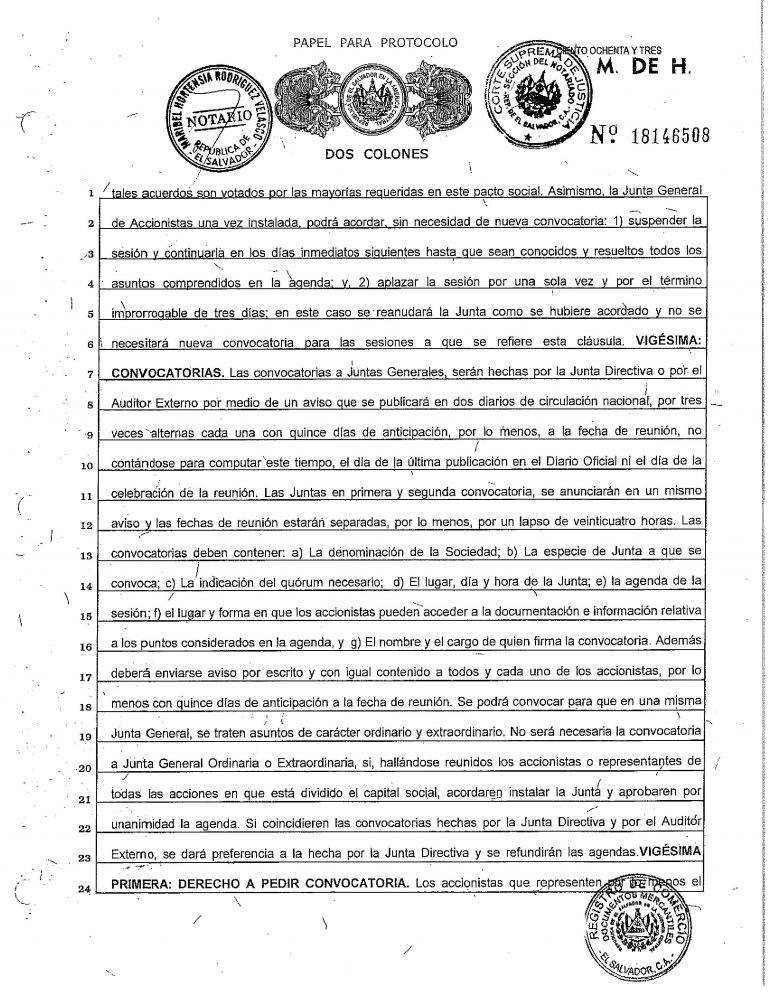 PAPEL PARA PROTOCOLO
DOS COLONES
MARIBEL HORTENSIA RODRIGUEZ VELASCO
NOTARIO
REPUBLICA DE
EL SALVADOR
CORTE SUPREMA DE JUSTICIA
SECCIÓN DEL NOTARIADO
REP. DE EL SALVADOR, C.A.
CIENTO OCHENTA Y TRES
M. DE H.
Nº 18146508
1 tales acuerdos son votados por las mayorías requeridas en este pacto social. Asimismo, la Junta General
2 de Accionistas una vez instalada, podrá acordar, sin necesidad de nueva convocatoria: 1) suspender la
3 sesión y continuarla en los días inmediatos siguientes hasta que sean conocidos y resueltos todos los
4 asuntos comprendidos en la agenda; y, 2) aplazar la sesión por una sola vez y por el término
5 improrrogable de tres días; en este caso se reanudará la Junta como se hubiere acordado y no se
6 necesitará nueva convocatoria para las sesiones a que se refiere esta cláusula. VIGÉSIMA:
7 CONVOCATORIAS. Las convocatorias a Juntas Generales, serán hechas por la Junta Directiva o por el
8 Auditor Externo por medio de un aviso que se publicará en dos diarios de circulación nacional, por tres
9 veces alternas cada una con quince días de anticipación, por lo menos, a la fecha de reunión, no
10 contándose para computar este tiempo, el día de la última publicación en el Diario Oficial ni el día de la
11 celebración de la reunión. Las Juntas en primera y segunda convocatoria, se anunciarán en un mismo
12 aviso y las fechas de reunión estarán separadas, por lo menos, por un lapso de veinticuatro horas. Las
13 convocatorias deben contener: a) La denominación de la Sociedad; b) La especie de Junta a que se
14 convoca; c) La indicación del quórum necesario; d) El lugar, día y hora de la Junta; e) la agenda de la
15 sesión; f) el lugar y forma en que los accionistas pueden acceder a la documentación e información relativa
16 a los puntos considerados en la agenda, y g) El nombre y el cargo de quien firma la convocatoria. Además
17 deberá enviarse aviso por escrito y con igual contenido a todos y cada uno de los accionistas, por lo
18 menos con quince días de anticipación a la fecha de reunión. Se podrá convocar para que en una misma
19 Junta General, se traten asuntos de carácter ordinario y extraordinario. No será necesaria la convocatoria
20 a Junta General Ordinaria o Extraordinaria, si, hallándose reunidos los accionistas o representantes de
21 todas las acciones en que está dividido el capital social, acordaren instalar la Junta y aprobaren por
22 unanimidad la agenda. Si coincidieren las convocatorias hechas por la Junta Directiva y por el Auditór
23 Externo, se dará preferencia a la hecha por la Junta Directiva y se refundirán las agendas.VIGÉSIMA
24 PRIMERA: DERECHO A PEDIR CONVOCATORIA. Los accionistas que representen por lo menos el
REGISTRO DE COMERCIO
DOCUMENTOS MERCANTILES
EL SALVADOR, C.A.